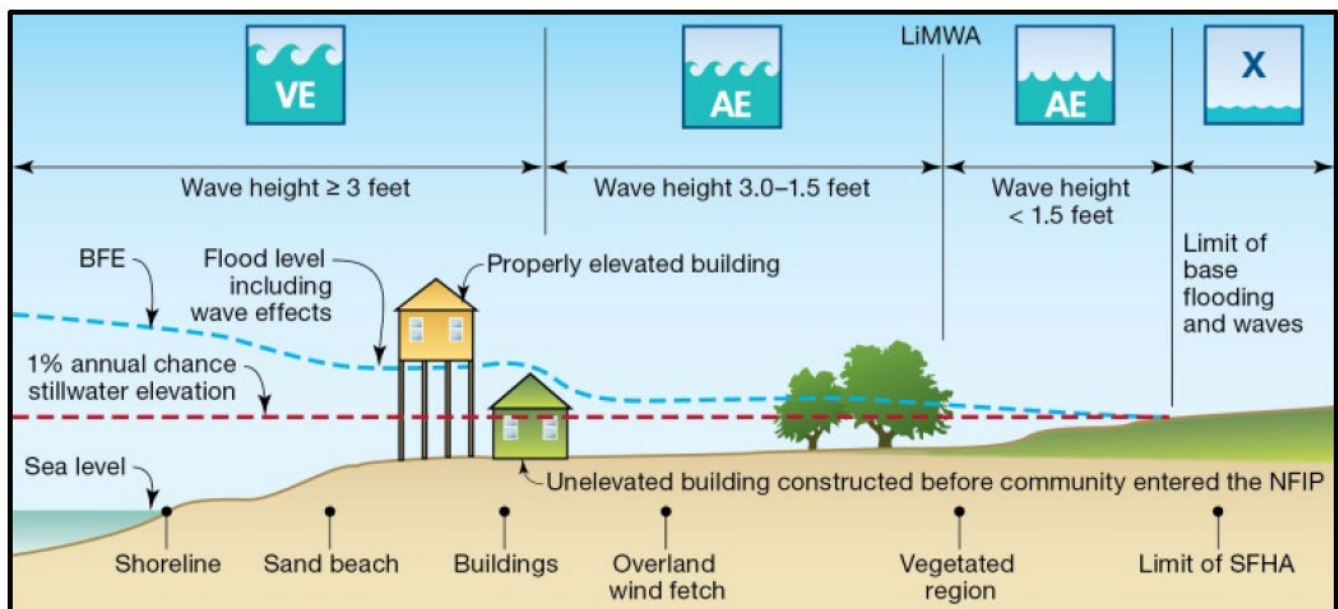 LiMWA
VE
AE
AE
X
Wave height ≥ 3 feet
Wave height 3.0–1.5 feet
Wave height
< 1.5 feet
BFE
Flood level
including
wave effects
Properly elevated building
Limit of
base
flooding
and waves
1% annual chance
stillwater elevation
Sea level
Unelevated building constructed before community entered the NFIP
Shoreline
Sand beach
Buildings
Overland
wind fetch
Vegetated
region
Limit of SFHA